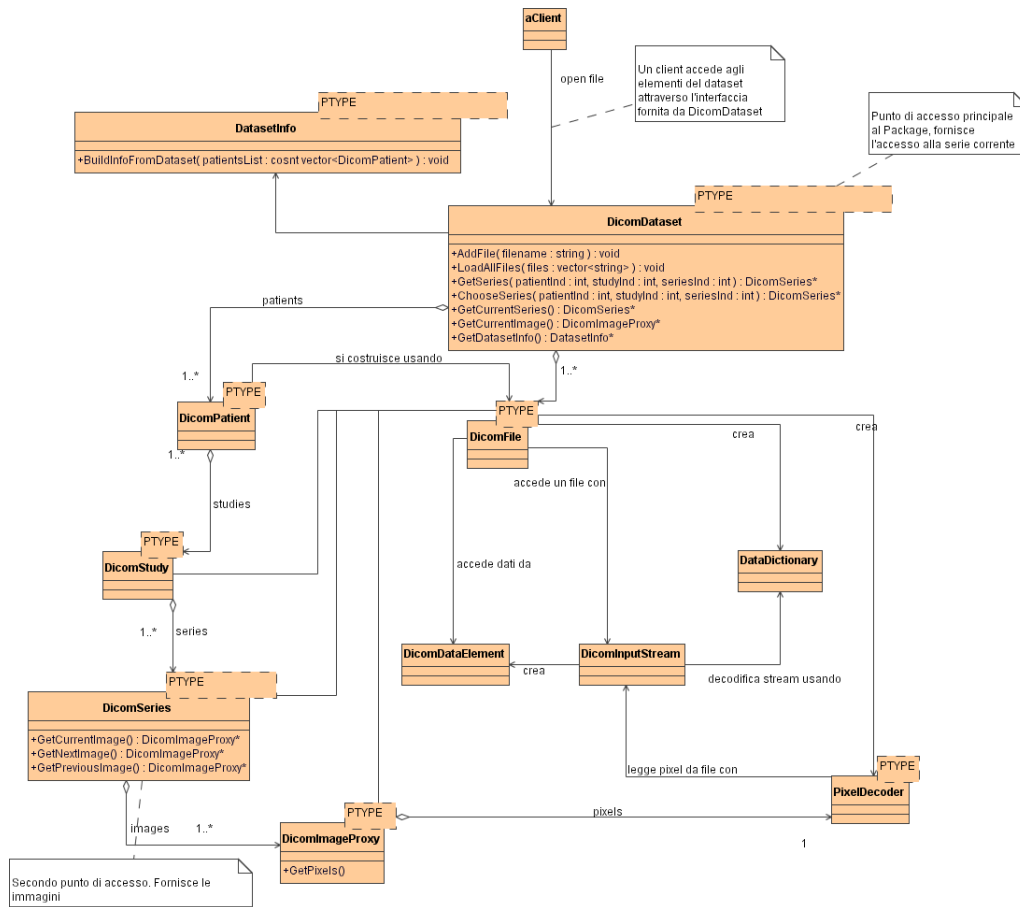 aClient
open file
Un client accede agli
elementi del dataset
attraverso l'interfaccia
fornita da DicomDataset
PTYPE
DatasetInfo
+BuildInfoFromDataset( patientsList : cosnt vector<DicomPatient> ) : void
Punto di accesso principale
al Package, fornisce
l'accesso alla serie corrente
PTYPE
DicomDataset
+AddFile( filename : string ) : void
+LoadAllFiles( files : vector<string> ) : void
+GetSeries( patientInd : int, studyInd : int, seriesInd : int ) : DicomSeries*
+ChooseSeries( patientInd : int, studyInd : int, seriesInd : int ) : DicomSeries*
+GetCurrentSeries() : DicomSeries*
+GetCurrentImage() : DicomImageProxy*
+GetDatasetInfo() : DatasetInfo*
patients
si costruisce usando
1..*
1..*
PTYPE
DicomPatient
1..*
PTYPE
DicomFile
crea
crea
accede un file con
studies
PTYPE
DicomStudy
accede dati da
DataDictionary
1..*
series
DicomDataElement
crea
DicomInputStream
decodifica stream usando
PTYPE
DicomSeries
+GetCurrentImage() : DicomImageProxy*
+GetNextImage() : DicomImageProxy*
+GetPreviousImage() : DicomImageProxy*
legge pixel da file con
PTYPE
PixelDecoder
images
1..*
PTYPE
DicomImageProxy
+GetPixels()
pixels
1
Secondo punto di accesso. Fornisce le
immagini